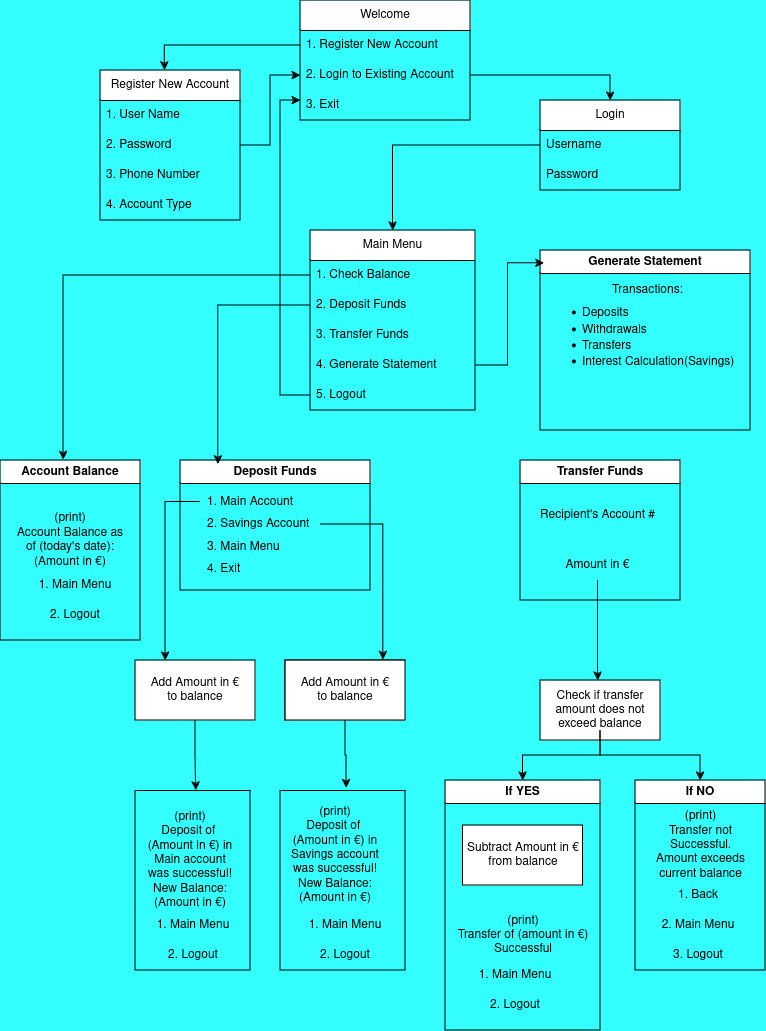 Welcome
1. Register New Account
2. Login to Existing Account
3. Exit
Register New Account
1. User Name
2. Password
3. Phone Number
4. Account Type
Login
Username
Password
Main Menu
1. Check Balance
2. Deposit Funds
3. Transfer Funds
4. Generate Statement
5. Logout
Generate Statement
Transactions:
• Deposits
• Withdrawals
• Transfers
• Interest Calculation(Savings)
Account Balance
(print)
Account Balance as
of (today's date):
(Amount in €)
1. Main Menu
2. Logout
Deposit Funds
1. Main Account
2. Savings Account
3. Main Menu
4. Exit
Transfer Funds
Recipient's Account #
Amount in €
Add Amount in €
to balance
Add Amount in €
to balance
Check if transfer
amount does not
exceed balance
(print)
Deposit of
(Amount in €) in
Main account
was successful!
New Balance:
(Amount in €)
1. Main Menu
2. Logout
(print)
Deposit of
(Amount in €) in
Savings account
was successful!
New Balance:
(Amount in €)
1. Main Menu
2. Logout
If YES
Subtract Amount in €
from balance
(print)
Transfer of (amount in €)
Successful
1. Main Menu
2. Logout
If NO
(print)
Transfer not
Successful.
Amount exceeds
current balance
1. Back
2. Main Menu
3. Logout